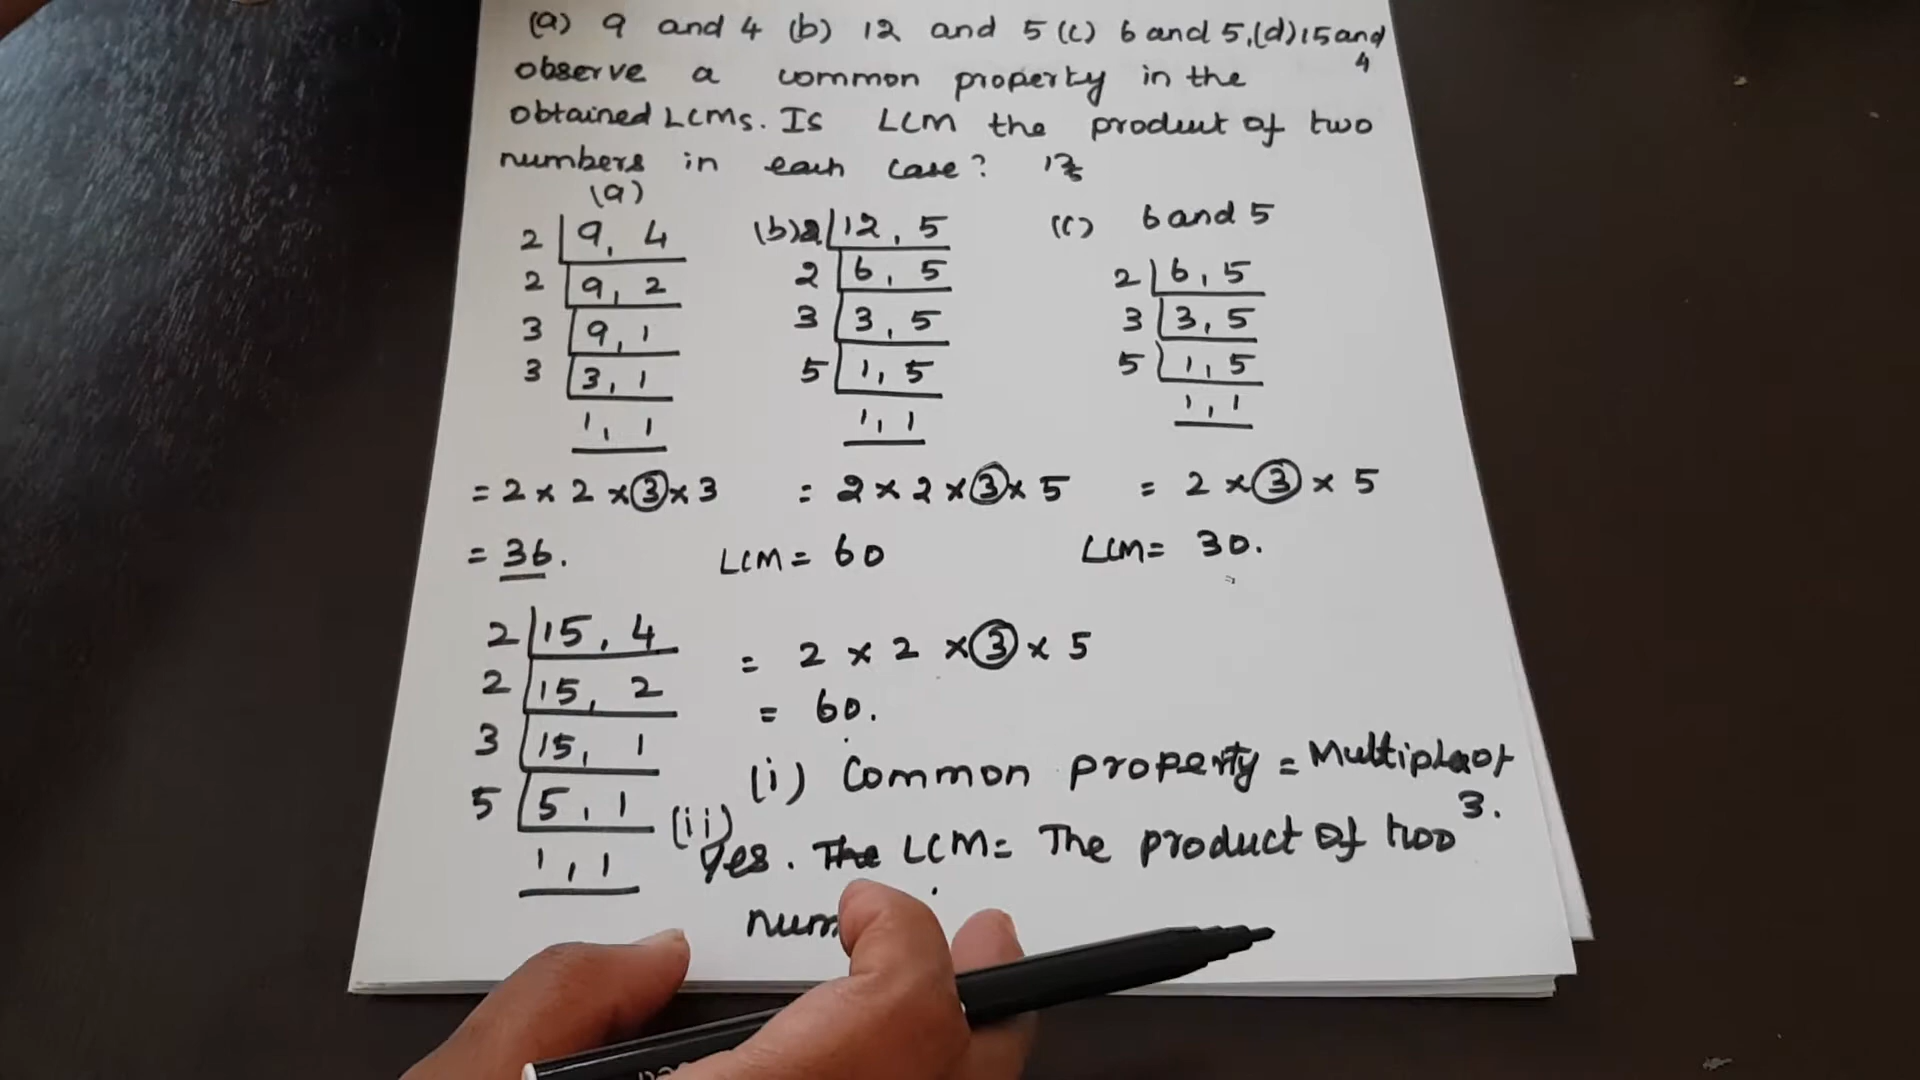 (a) 9 and 4 (b) 12 and 5 (c) 6 and 5, (d) 15 and
4
observe a common property in the
obtained LCMs. Is LCM the product of two
numbers in each case?
(a)
2 | 9, 4
2 | 9, 2
3 | 9, 1
3 | 3, 1
1, 1
= 2 × 2 × 3 × 3
= 36.
(b) 2 | 12, 5
2 | 6, 5
3 | 3, 5
5 | 1, 5
1, 1
= 2 × 2 × 3 × 5
LCM = 60
(c) 6 and 5
2 | 6, 5
3 | 3, 5
5 | 1, 5
1, 1
= 2 × 3 × 5
LCM = 30.
2 | 15, 4
2 | 15, 2
3 | 15, 1
5 | 5, 1
1, 1
= 2 × 2 × 3 × 5
= 60.
(i) Common property = Multiple of
3.
(ii)
Yes. The LCM = The product of two
num